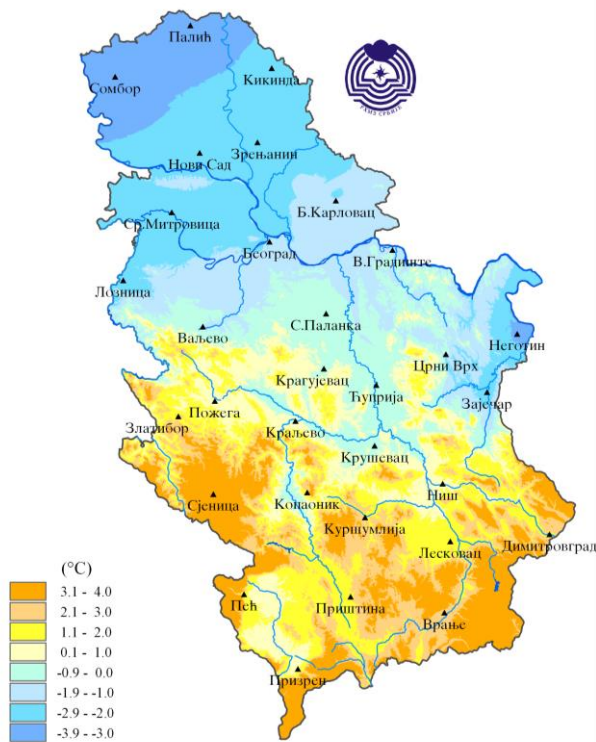 Палић
Сомбор
Кикинда
Зрењанин
Нови Сад
Б.Карловац
Ср.Митровица
Београд
В.Градиште
Лозница
С.Паланка
Ваљево
Неготин
Црни Врх
Крагујевац
Ћуприја
Зајечар
Пожега
Златибор
Краљево
Крушевац
Ниш
Сјеница
Копаоник
Куршумлија
Лесковац
Димитровград
(°C)
3.1 - 4.0
2.1 - 3.0
1.1 - 2.0
0.1 - 1.0
-0.9 - 0.0
-1.9 - -1.0
-2.9 - -2.0
-3.9 - -3.0
Пећ
Приштина
Врање
Призрен